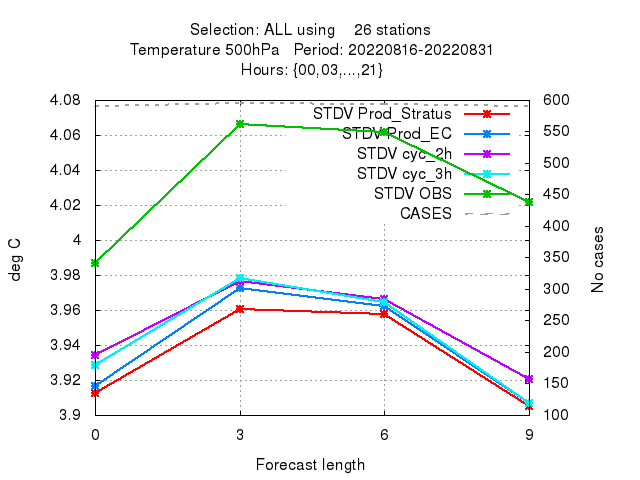 Selection: ALL using    26 stations
Temperature 500hPa   Period: 20220816-20220831
Hours: {00,03,...,21}
4.08
4.06
4.04
4.02
4
3.98
3.96
3.94
3.92
3.9
deg C
STDV Prod_Stratus
STDV Prod_EC
STDV cyc_2h
STDV cyc_3h
STDV OBS
CASES
600
550
500
450
400
350
300
250
200
150
100
No cases
0 3 6 9
Forecast length